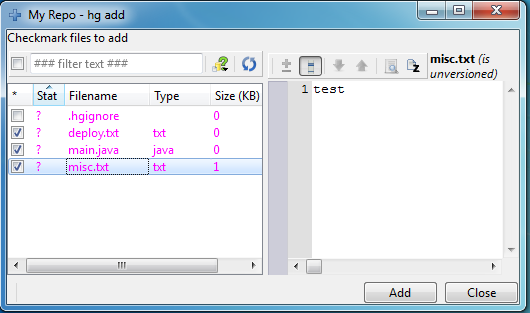 My Repo - hg add
Checkmark files to add
### filter text ###
* Stat Filename Type Size (KB)
? .hgignore 0
? deploy.txt txt 0
? main.java java 0
? misc.txt txt 1
misc.txt (is
unversioned)
1 test
Add Close